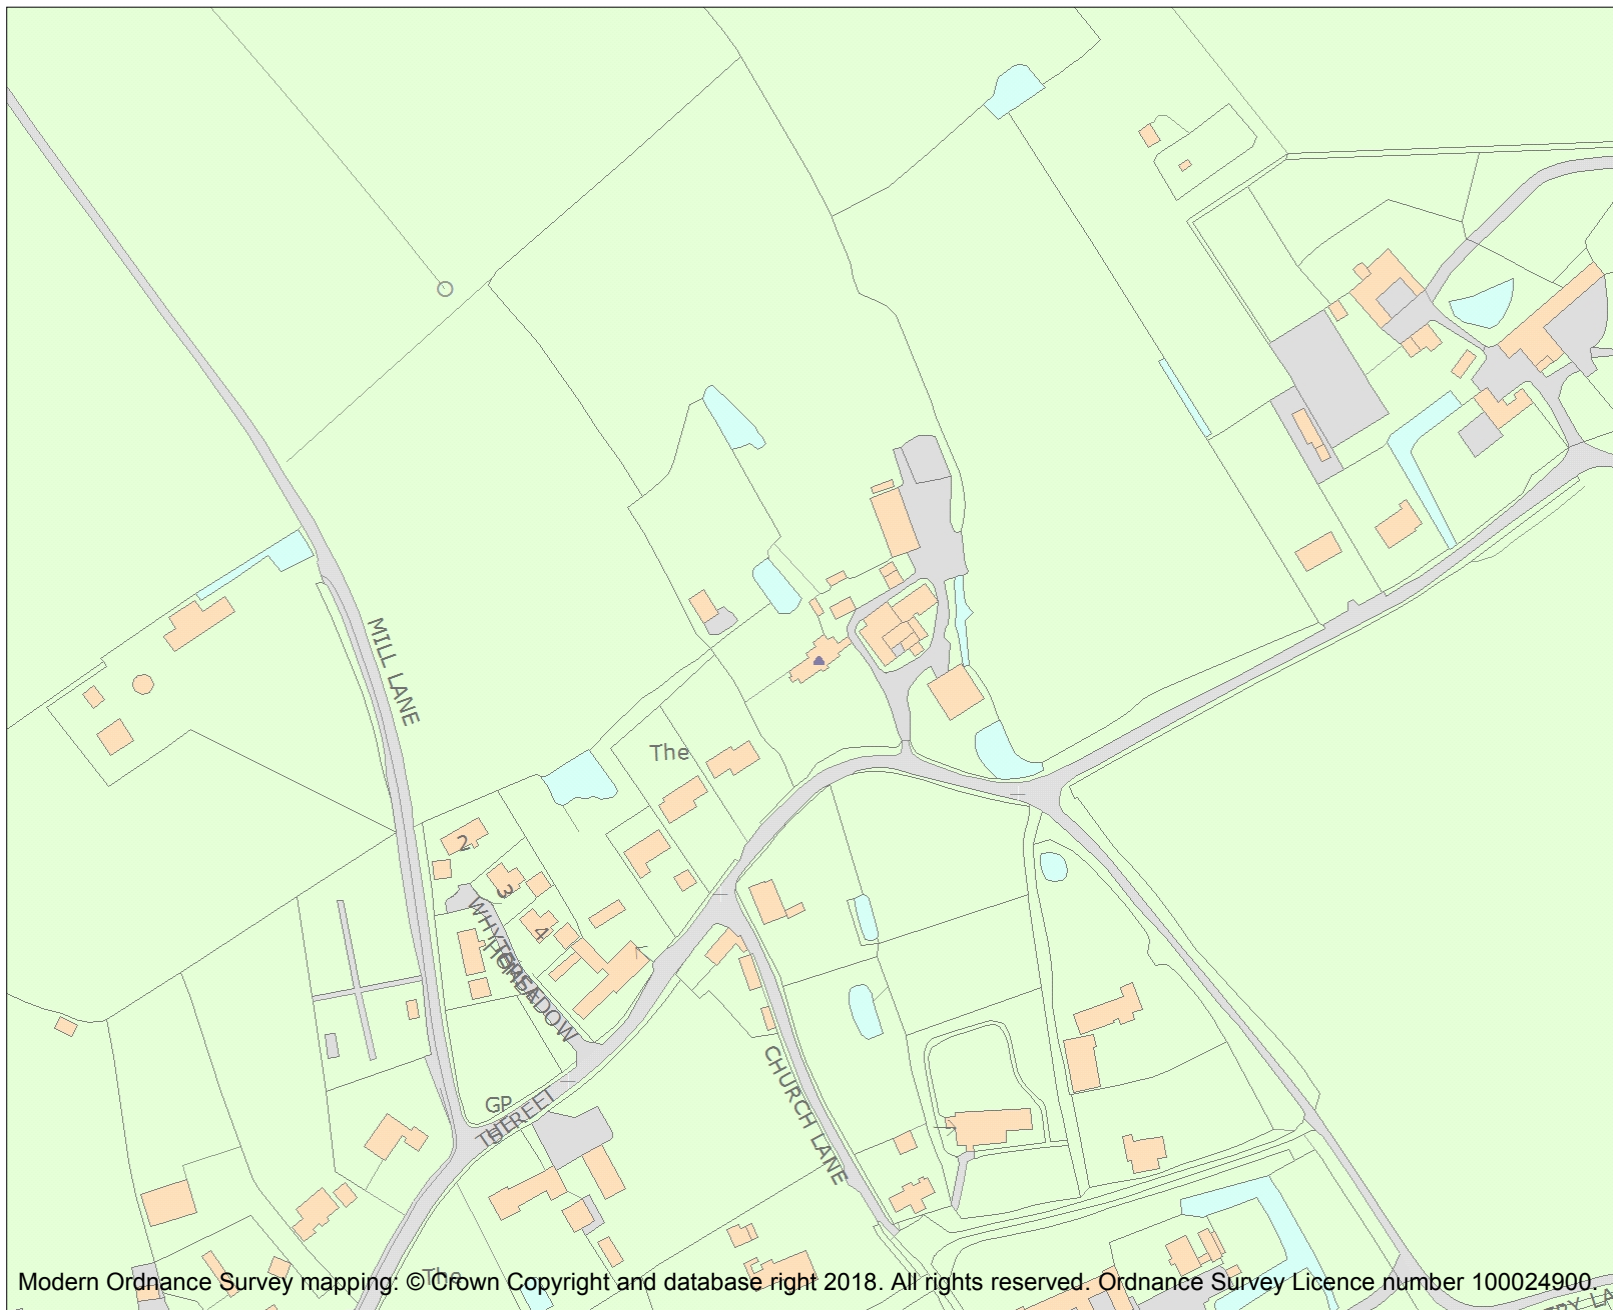 MILL LANE
The
2
3
4
CHURCH LANE
GP
The
Modern Ordnance Survey mapping: © Crown Copyright and database right 2018. All rights reserved. Ordnance Survey Licence number 100024900.